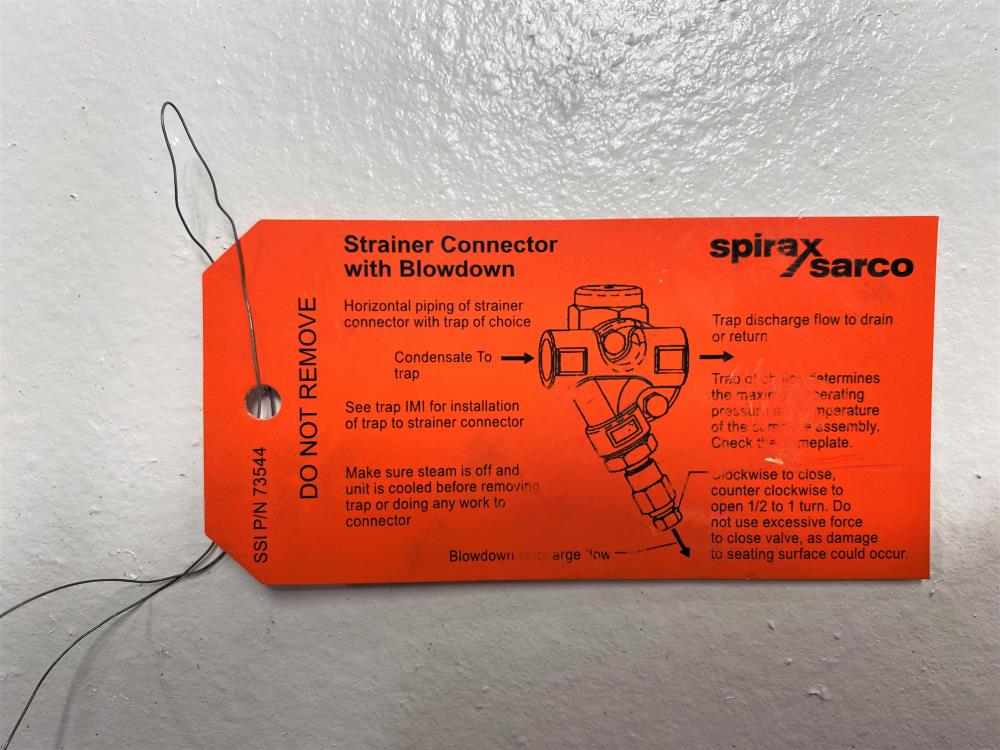 Strainer Connector
with Blowdown
spirax
sarco
Horizontal piping of strainer
connector with trap of choice
Condensate To
trap
See trap IMI for installation
of trap to strainer connector
Make sure steam is off and
unit is cooled before removing
trap or doing any work to
connector
Blowdown flow
Trap discharge flow to drain
or return
Trap of determines
the
of the assembly.
Check
to close,
counter clockwise to
open 1/2 to 1 turn. Do
not use excessive force
to close valve, as damage
to seating surface could occur.
DO NOT REMOVE
SSI P/N 73544